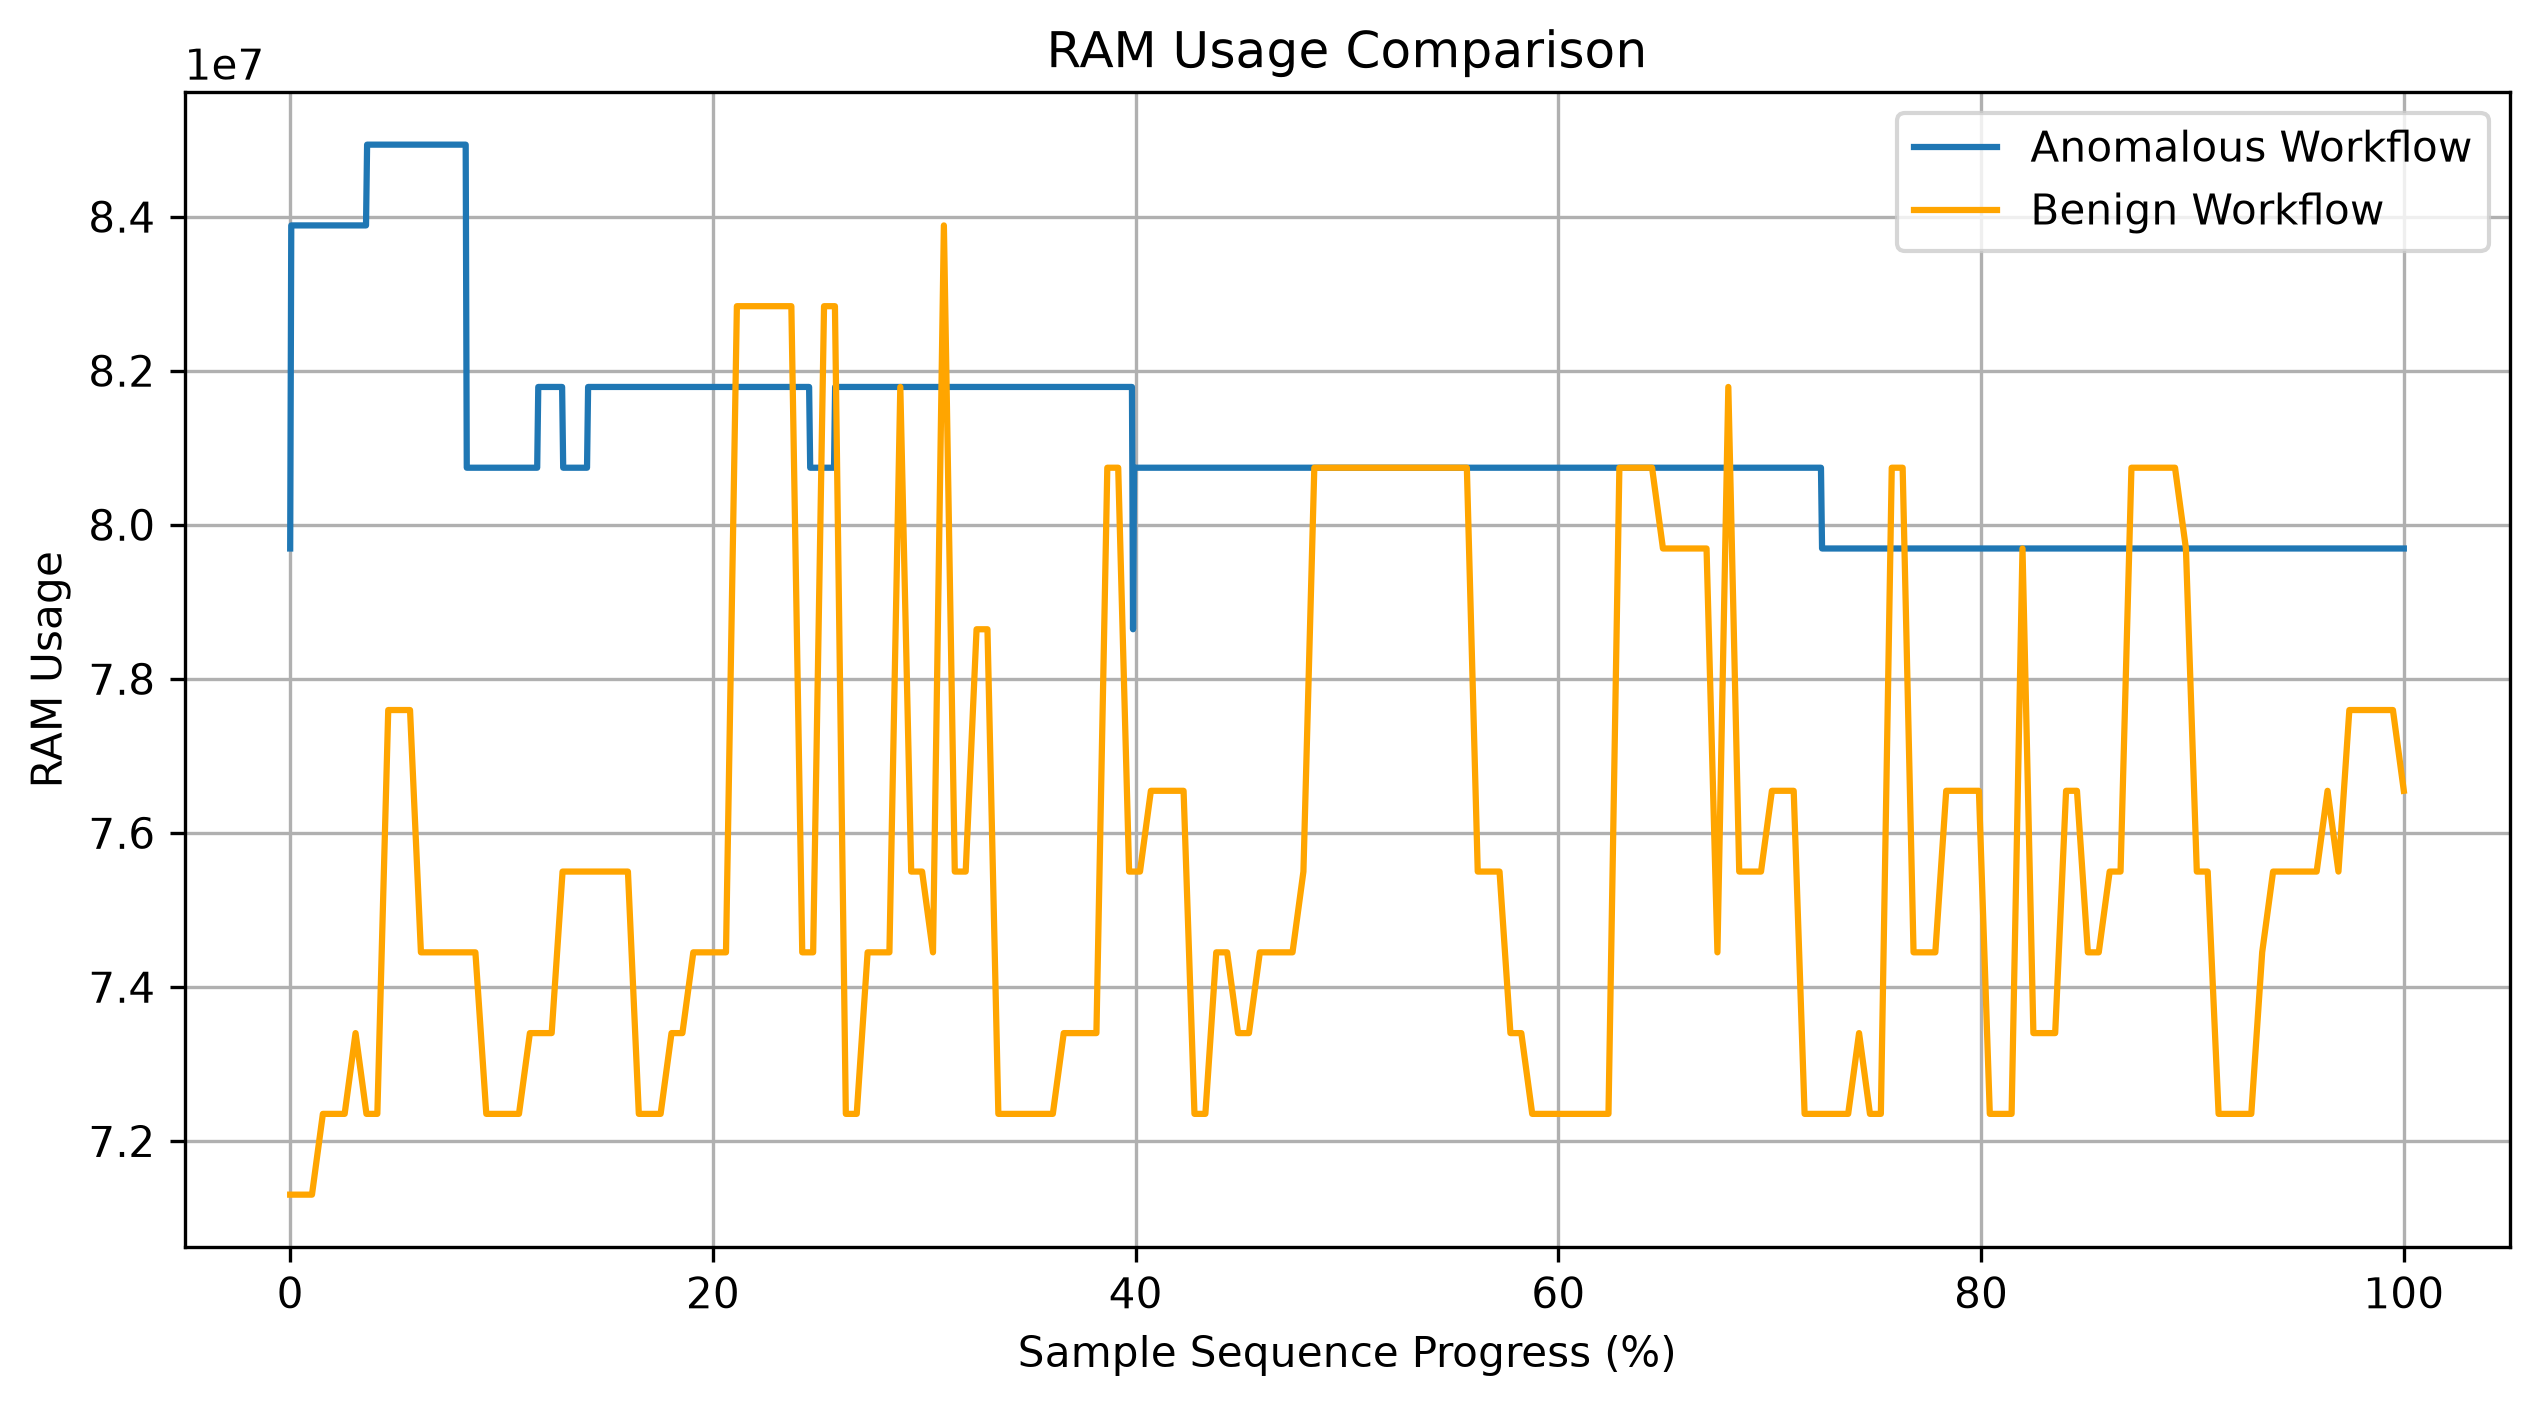 RAM Usage Comparison
1e7
Anomalous Workflow
Benign Workflow
8.4
8.2
8.0
7.8
7.6
7.4
7.2
RAM Usage
0 20 40 60 80 100
Sample Sequence Progress (%)